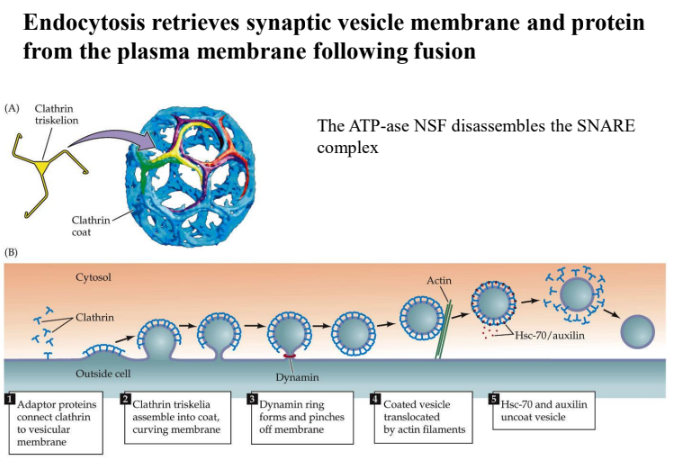 Endocytosis retrieves synaptic vesicle membrane and protein
from the plasma membrane following fusion
(A)
Clathrin
triskelion
The ATP-ase NSF disassembles the SNARE
complex
Clathrin
coat
(B)
Cytosol
Actin
Clathrin
Hsc-70/auxilin
Outside cell
Dynamin
1 Adaptor proteins
connect clathrin
to vesicular
membrane
2 Clathrin triskelia
assemble into coat,
curving membrane
3 Dynamin ring
forms and pinches
off membrane
4 Coated vesicle
translocated
by actin filaments
5 Hsc-70 and auxilin
uncoat vesicle